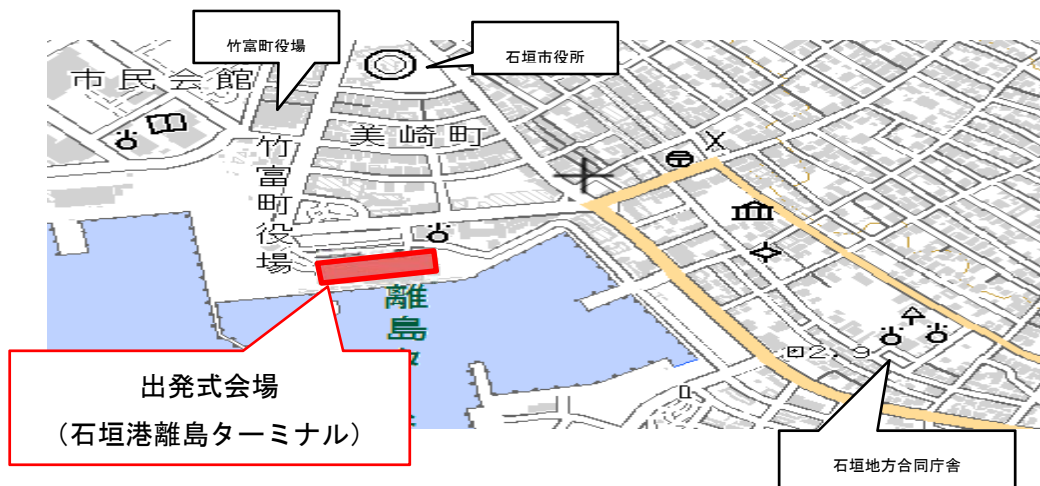 竹富町役場
石垣市役所
市民会館
美崎町
竹富町役場
離島
2.9
出発式会場
（石垣港離島ターミナル）
石垣地方合同庁舎